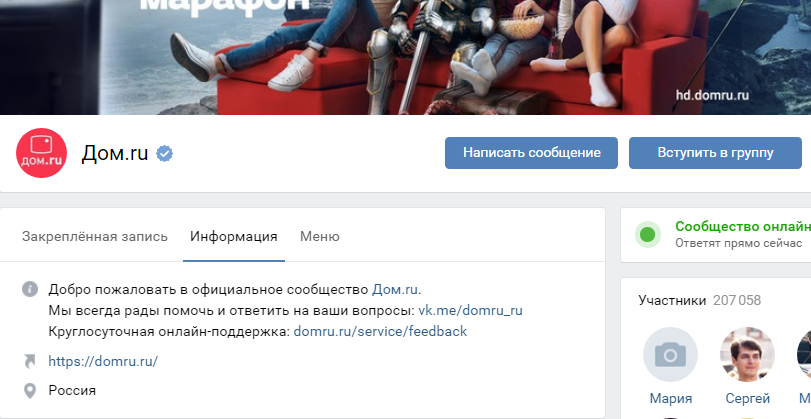 Марафон
hd.domru.ru
дом.ru
Дом.ru
Написать сообщение
Вступить в группу
Закреплённая запись
Информация
Меню
Добро пожаловать в официальное сообщество Дом.ru.
Мы всегда рады помочь и ответить на ваши вопросы: vk.me/domru_ru
Круглосуточная онлайн-поддержка: domru.ru/service/feedback
https://domru.ru/
Россия
Сообщество онлайн
Ответят прямо сейчас
Участники 207 058
Мария
Сергей